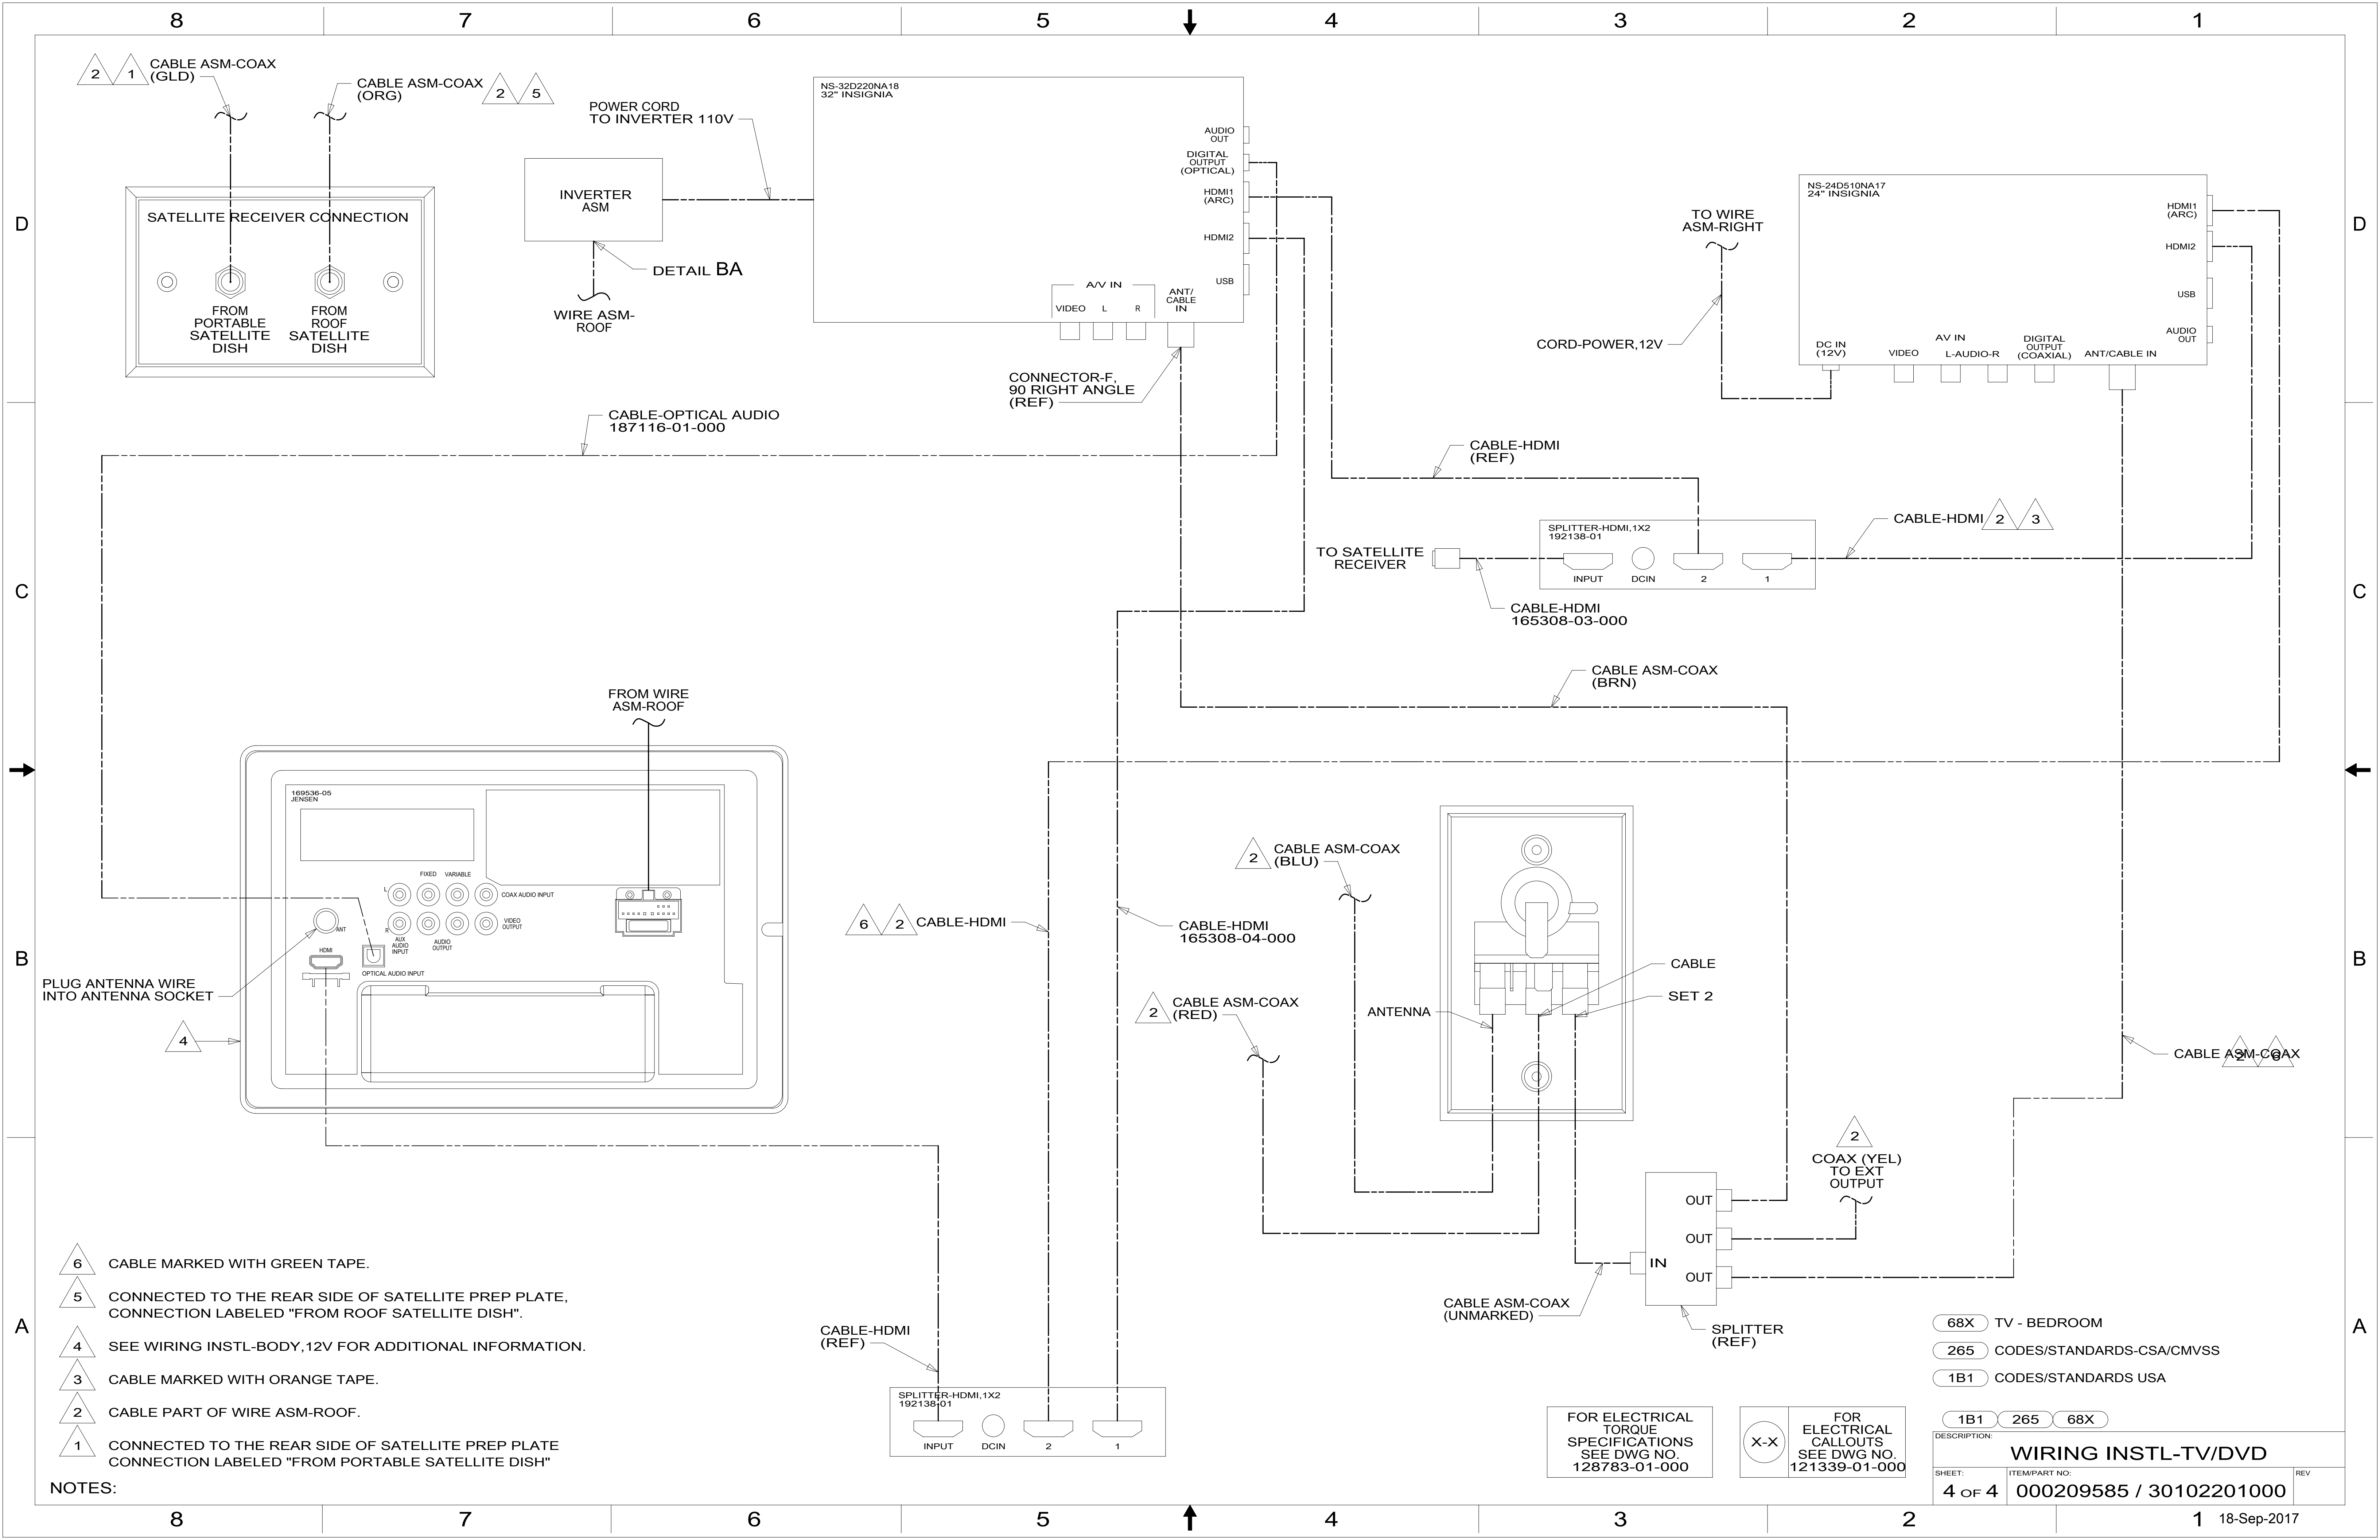 8 7 6 5 4 3 2 1
D
C
B
A
D
C
B
A
2 1 CABLE ASM-COAX
(GLD)
CABLE ASM-COAX 2 5
(ORG)
SATELLITE RECEIVER CONNECTION
FROM
PORTABLE
SATELLITE
DISH
FROM
ROOF
SATELLITE
DISH
POWER CORD
TO INVERTER 110V
INVERTER
ASM
DETAIL BA
WIRE ASM-
ROOF
NS-32D220NA18
32" INSIGNIA
AUDIO
OUT
DIGITAL
OUTPUT
(OPTICAL)
HDMI1
(ARC)
HDMI2
USB
A/V IN
VIDEO L R
ANT/
CABLE
IN
CONNECTOR-F,
90 RIGHT ANGLE
(REF)
TO WIRE
ASM-RIGHT
CORD-POWER,12V
NS-24D510NA17
24" INSIGNIA
HDMI1
(ARC)
HDMI2
USB
AUDIO
OUT
DC IN
(12V)
AV IN
VIDEO L-AUDIO-R
DIGITAL
OUTPUT
(COAXIAL)
ANT/CABLE IN
CABLE-OPTICAL AUDIO
187116-01-000
CABLE-HDMI
(REF)
CABLE-HDMI 2 3
SPLITTER-HDMI,1X2
192138-01
INPUT DCIN 2 1
TO SATELLITE
RECEIVER
CABLE-HDMI
165308-03-000
CABLE ASM-COAX
(BRN)
FROM WIRE
ASM-ROOF
169536-05
JENSEN
FIXED VARIABLE
L
COAX AUDIO INPUT
R
VIDEO
OUTPUT
AUX
AUDIO
INPUT
AUDIO
OUTPUT
ANT
HDMI
OPTICAL AUDIO INPUT
PLUG ANTENNA WIRE
INTO ANTENNA SOCKET
4
6 2 CABLE-HDMI
CABLE-HDMI
165308-04-000
2 CABLE ASM-COAX
(BLU)
2 CABLE ASM-COAX
(RED)
ANTENNA
CABLE
SET 2
CABLE ASM-COAX 2 6
2
COAX (YEL)
TO EXT
OUTPUT
OUT
OUT
IN
OUT
CABLE ASM-COAX
(UNMARKED)
SPLITTER
(REF)
CABLE-HDMI
(REF)
SPLITTER-HDMI,1X2
192138-01
INPUT DCIN 2 1
6 CABLE MARKED WITH GREEN TAPE.
5 CONNECTED TO THE REAR SIDE OF SATELLITE PREP PLATE,
CONNECTION LABELED "FROM ROOF SATELLITE DISH".
4 SEE WIRING INSTL-BODY,12V FOR ADDITIONAL INFORMATION.
3 CABLE MARKED WITH ORANGE TAPE.
2 CABLE PART OF WIRE ASM-ROOF.
1 CONNECTED TO THE REAR SIDE OF SATELLITE PREP PLATE
CONNECTION LABELED "FROM PORTABLE SATELLITE DISH"
NOTES:
FOR ELECTRICAL
TORQUE
SPECIFICATIONS
SEE DWG NO.
128783-01-000
X-X
FOR
ELECTRICAL
CALLOUTS
SEE DWG NO.
121339-01-000
68X TV - BEDROOM
265 CODES/STANDARDS-CSA/CMVSS
1B1 CODES/STANDARDS USA
1B1 265 68X
DESCRIPTION:
WIRING INSTL-TV/DVD
SHEET: ITEM/PART NO: REV
4 OF 4 000209585 / 30102201000
8 7 6 5 4 3 2 1
18-Sep-2017